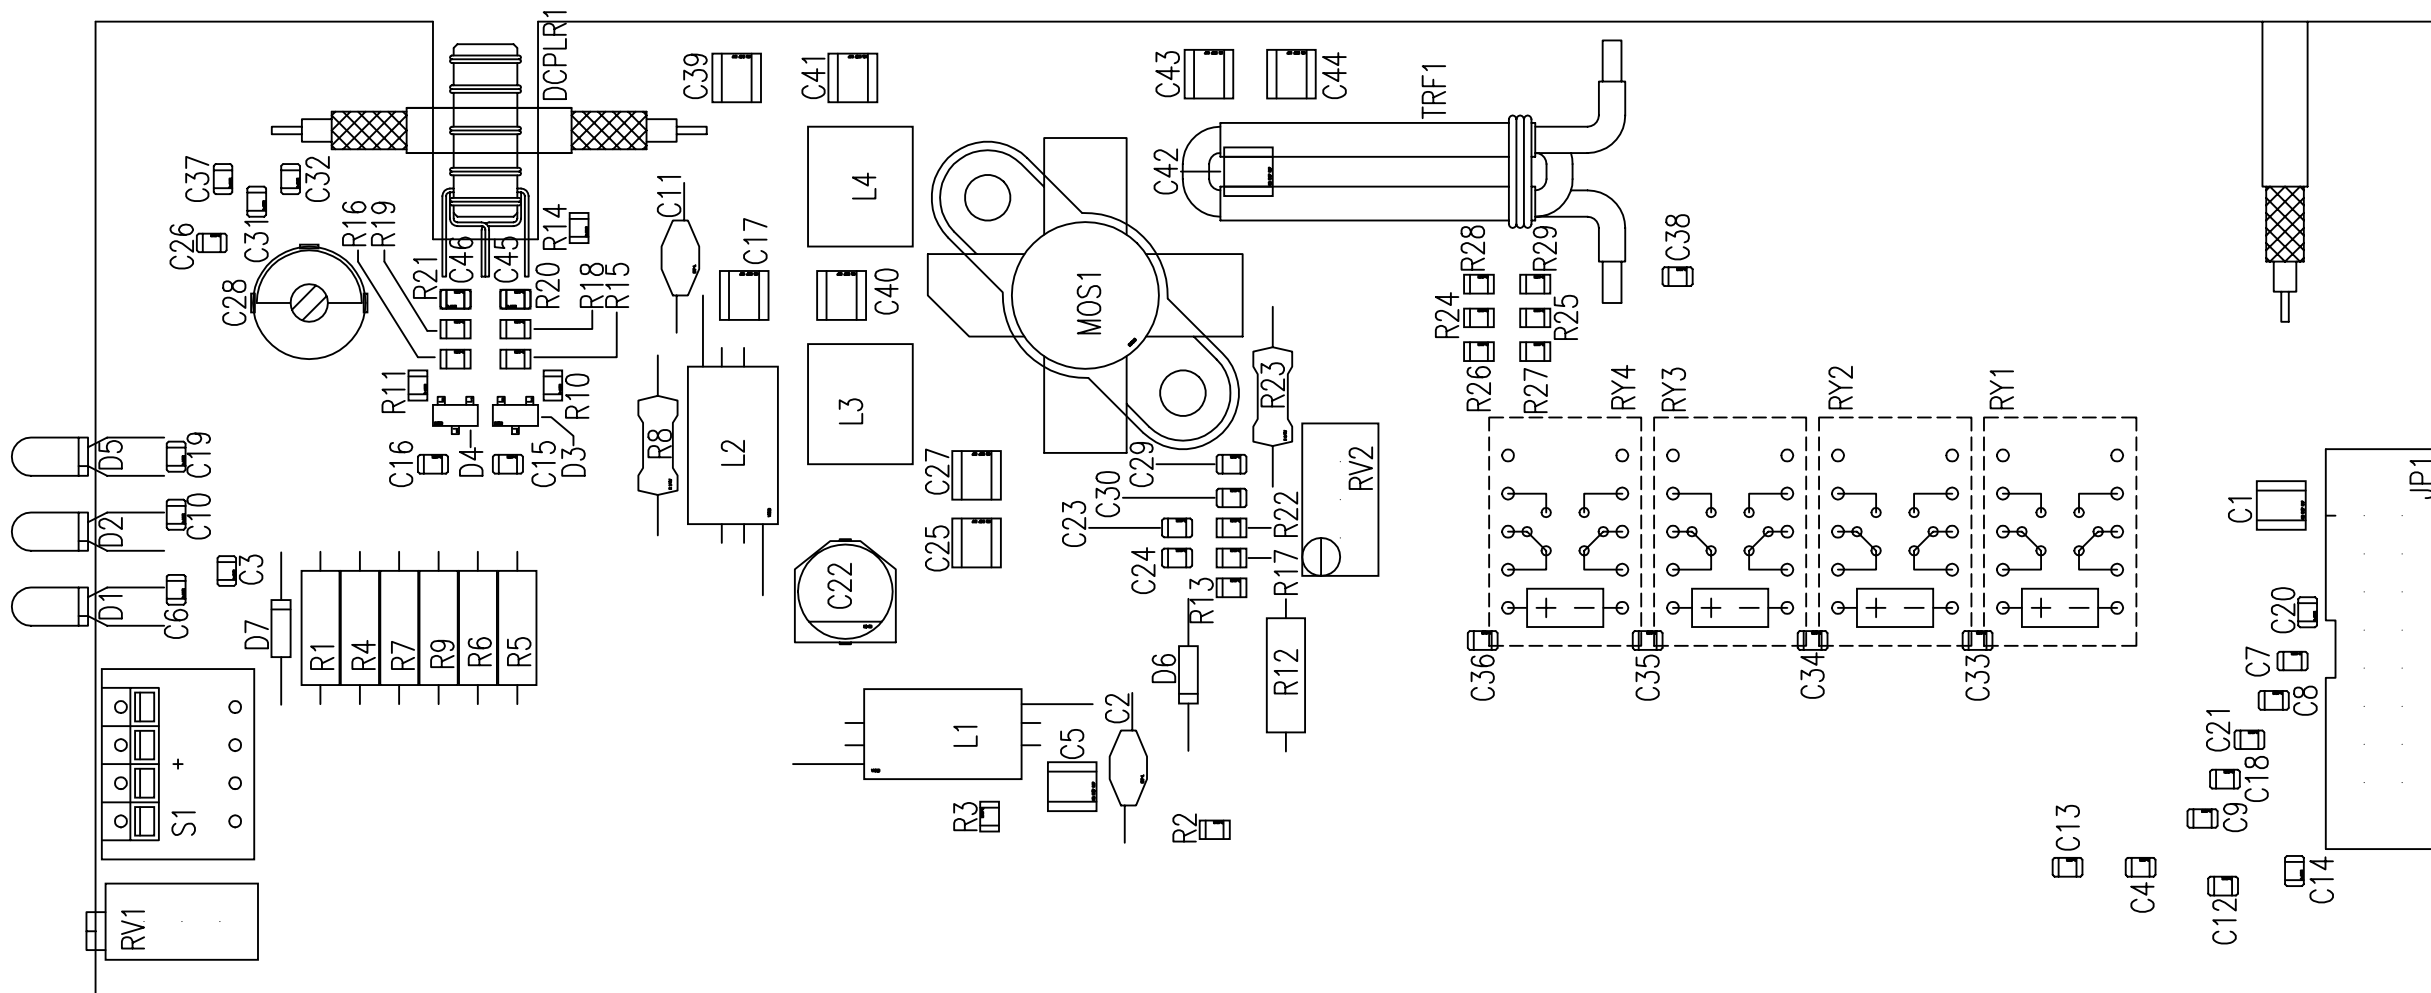 DCPLR1
C39
C41
C43
C44
TRF1
C37
C32
C31
C26
R16
R19
R14
C11
L4
C42
C28
R21
C46
C45
R20
R18
R15
C17
C40
MOS1
R28
R29
C38
R24
R25
R11
R10
L3
R23
R26
R27
RY4
RY3
RY2
RY1
D5
C19
C16
D4
C15
D3
R8
L2
C27
C29
C30
RV2
JP1
D2
C10
C23
R22
C1
C25
C24
R17
C3
C22
R13
D1
C6
D7
R1
R4
R7
R9
R6
R5
D6
R12
+ −
+ −
+ −
+ −
C20
C36
C35
C34
C33
C7
C8
L1
C2
C5
C21
C18
+
S1
R3
R2
C9
C13
C4
C12
C14
RV1